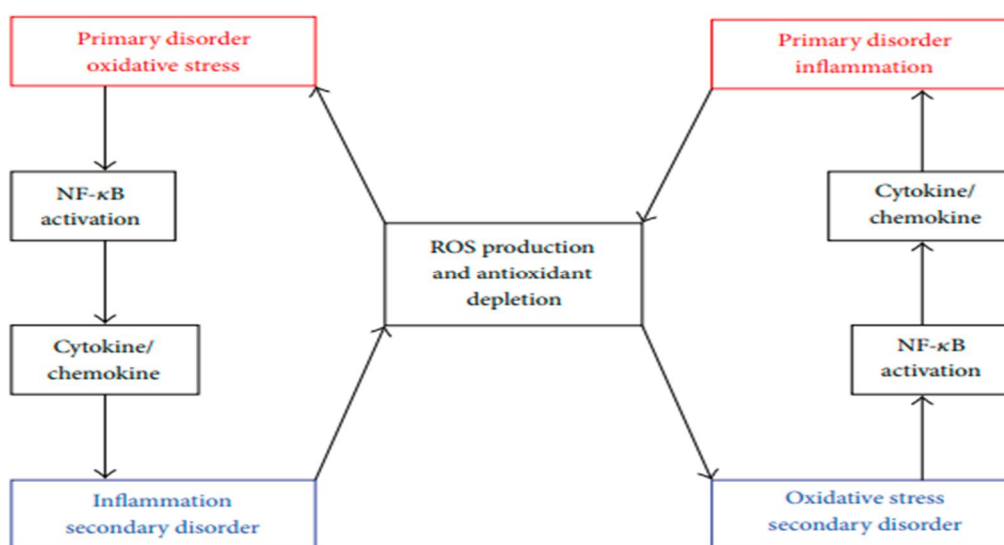 Primary disorder
oxidative stress
Primary disorder
inflammation
NF-κB
activation
Cytokine/
chemokine
ROS production
and antioxidant
depletion
Cytokine/
chemokine
NF-κB
activation
Inflammation
secondary disorder
Oxidative stress
secondary disorder